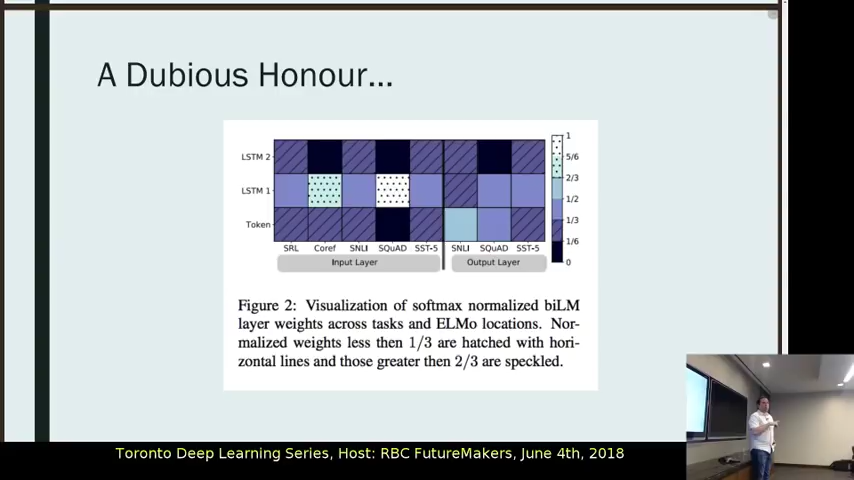 A Dubious Honour...
LSTM 2
LSTM 1
Token
SRL Coref SNLI SQuAD SST-5 SNLI SQuAD SST-5
Input Layer Output Layer
1
5/6
2/3
1/2
1/3
1/6
0
Figure 2: Visualization of softmax normalized biLM
layer weights across tasks and ELMo locations. Nor-
malized weights less then 1/3 are hatched with hori-
zontal lines and those greater then 2/3 are speckled.
Toronto Deep Learning Series, Host: RBC FutureMakers, June 4th, 2018